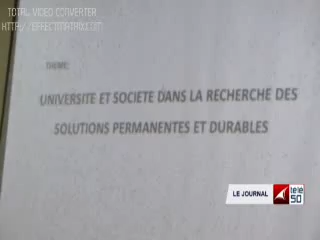 TOTAL VIDEO CONVERTER
HTTP://EFFECTMATRIX.COM
THEME:
UNIVERSITE ET SOCIETE DANS LA RECHERCHE DES
SOLUTIONS PERMANENTES ET DURABLES
LE JOURNAL
tele
50